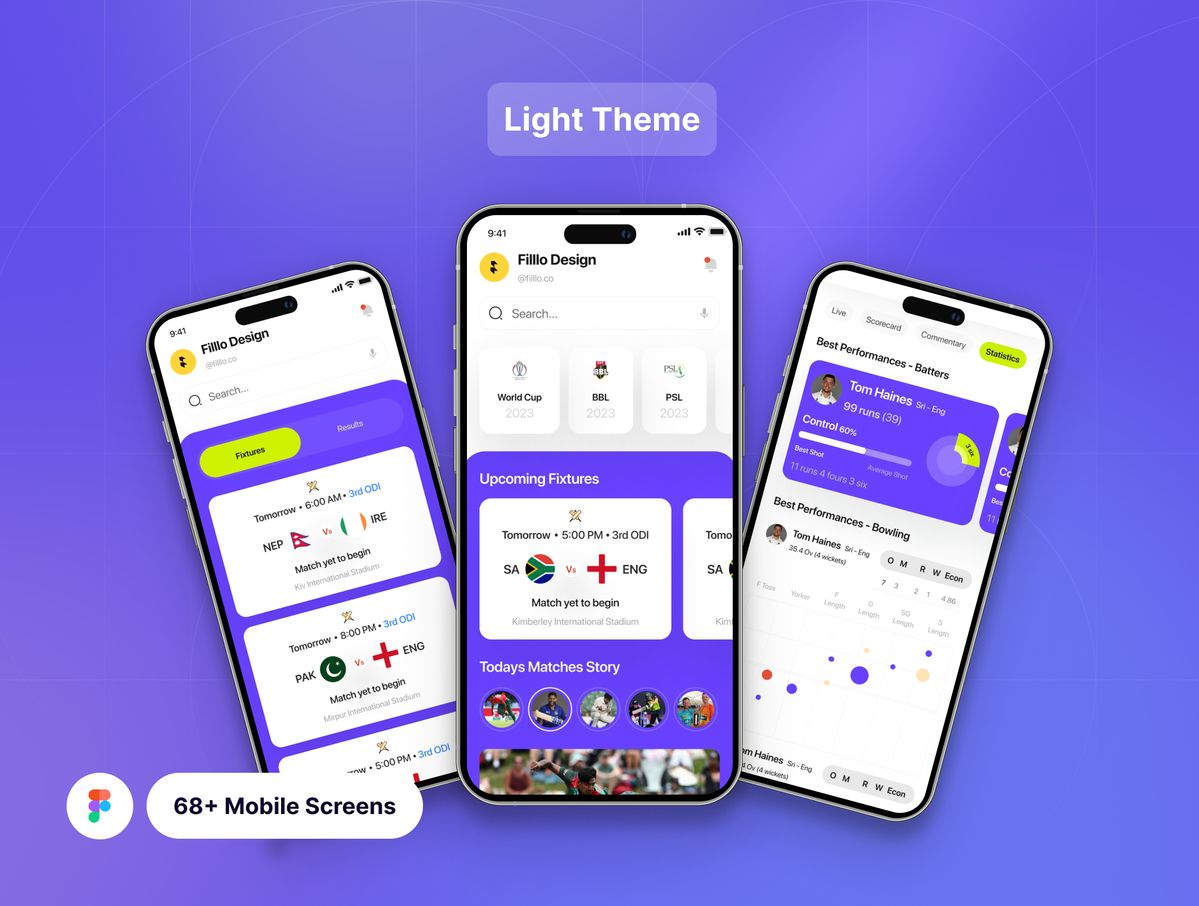 Light Theme
9:41
Filllo Design
@filllo.co
Search...
Fixtures
Results
Tomorrow • 6:00 AM • 3rd ODI
NEP Vs IRE
Match yet to begin
Kiv International Stadium
Tomorrow • 8:00 PM • 3rd ODI
PAK Vs ENG
Match yet to begin
Mirpur International Stadium
• 5:00 PM • 3rd ODI
9:41
Filllo Design
@filllo.co
Search...
World Cup
2023
BBL
2023
PSL
2023
Upcoming Fixtures
Tomorrow • 5:00 PM • 3rd ODI
SA Vs ENG
Match yet to begin
Kimberley International Stadium
Tomo
SA
Kim
Todays Matches Story
Live
Scorecard
Commentary
Statistics
Best Performances - Batters
Tom Haines Sri - Eng
99 runs (39)
Control 60%
Best Shot
Average Shot
11 runs 4 fours 3 six
3 six
Co
Bes
11
Best Performances - Bowling
Tom Haines Sri - Eng
35.4 Ov (4 wickets)
O M R W Econ
7 3 2 1 4.86
F Toss
Yorker
F Length
G Length
SG Length
S Length
m Haines Sri - Eng
Ov (4 wickets)
O M R W Econ
68+ Mobile Screens